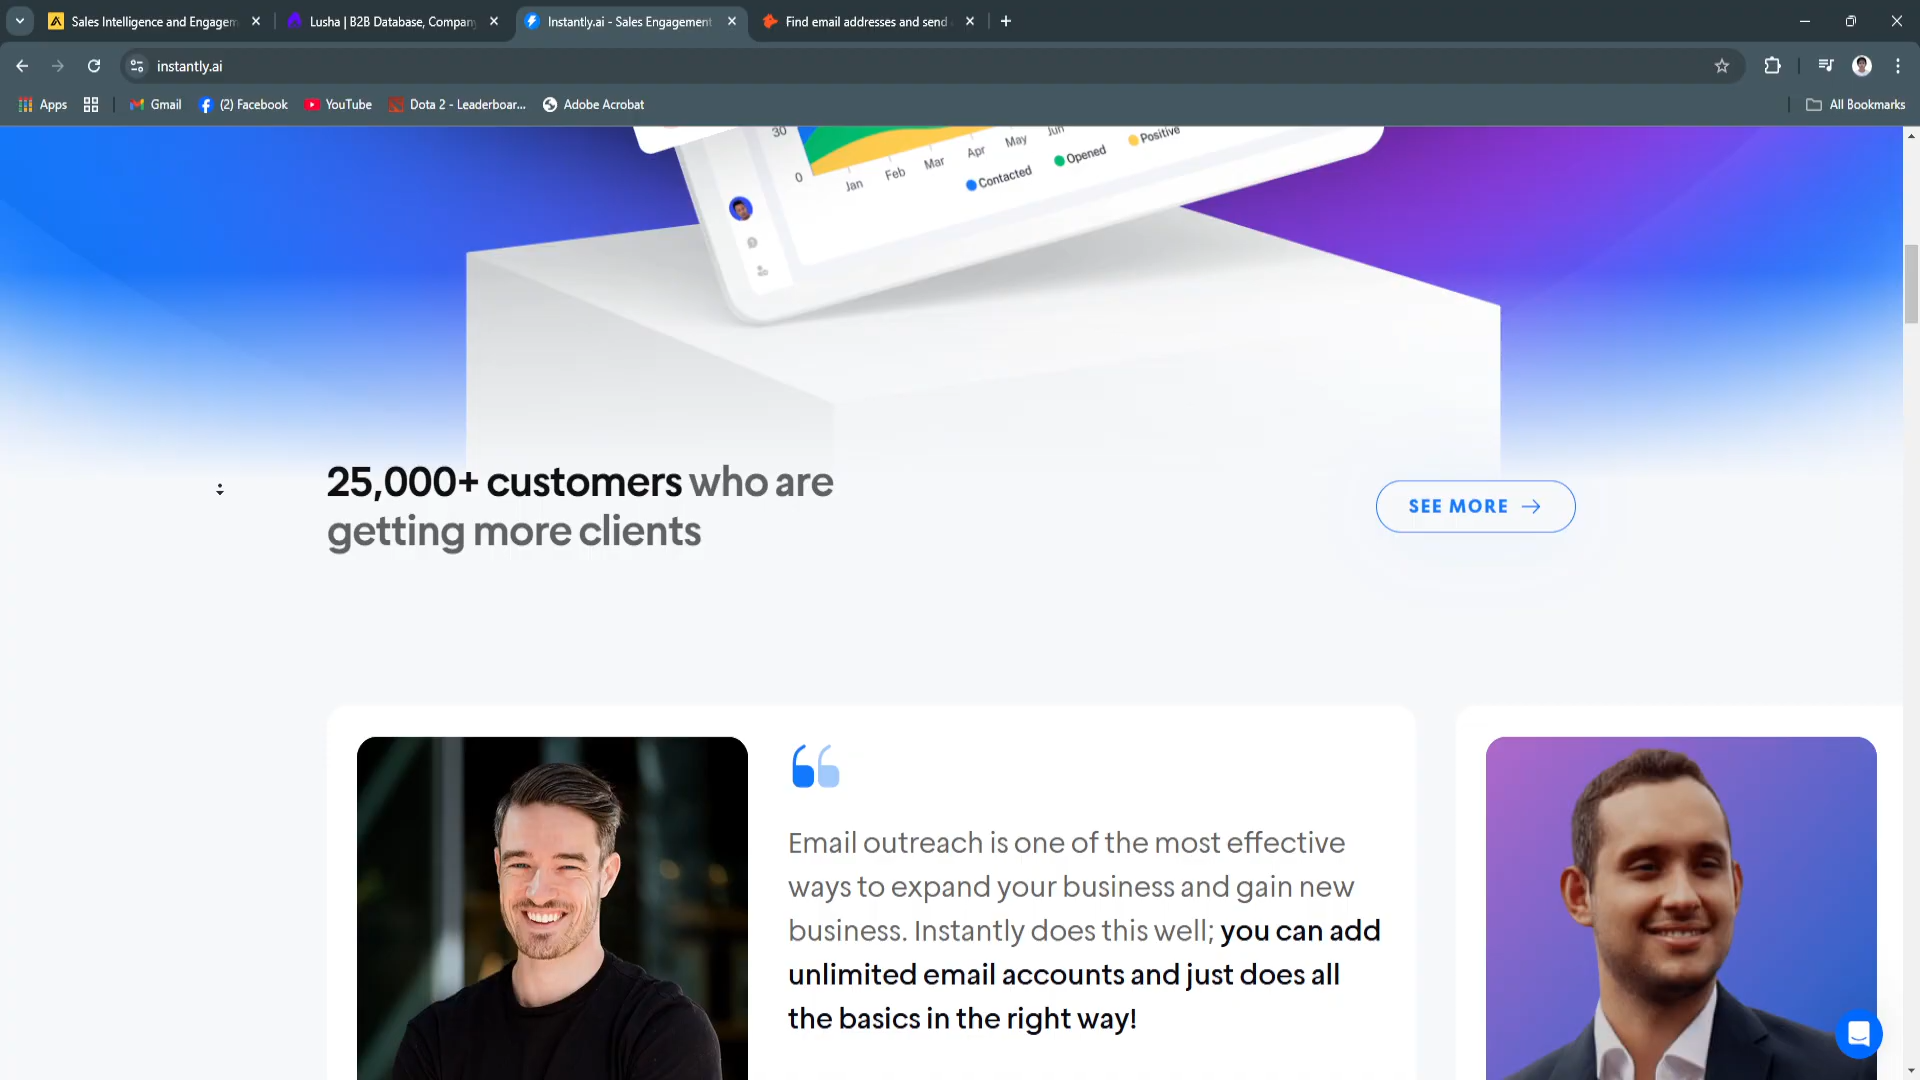 Sales Intelligence and Engagem
Lusha | B2B Database, Company
Instantly.ai - Sales Engagement
Find email addresses and send
instantly.ai
Apps
Gmail
(2) Facebook
YouTube
Dota 2 - Leaderboar...
Adobe Acrobat
All Bookmarks
30
0
Jan
Feb
Mar
Apr
May
Jun
Contacted
Opened
Positive
25,000+ customers who are
getting more clients
SEE MORE
Email outreach is one of the most effective
ways to expand your business and gain new
business. Instantly does this well; you can add
unlimited email accounts and just does all
the basics in the right way!